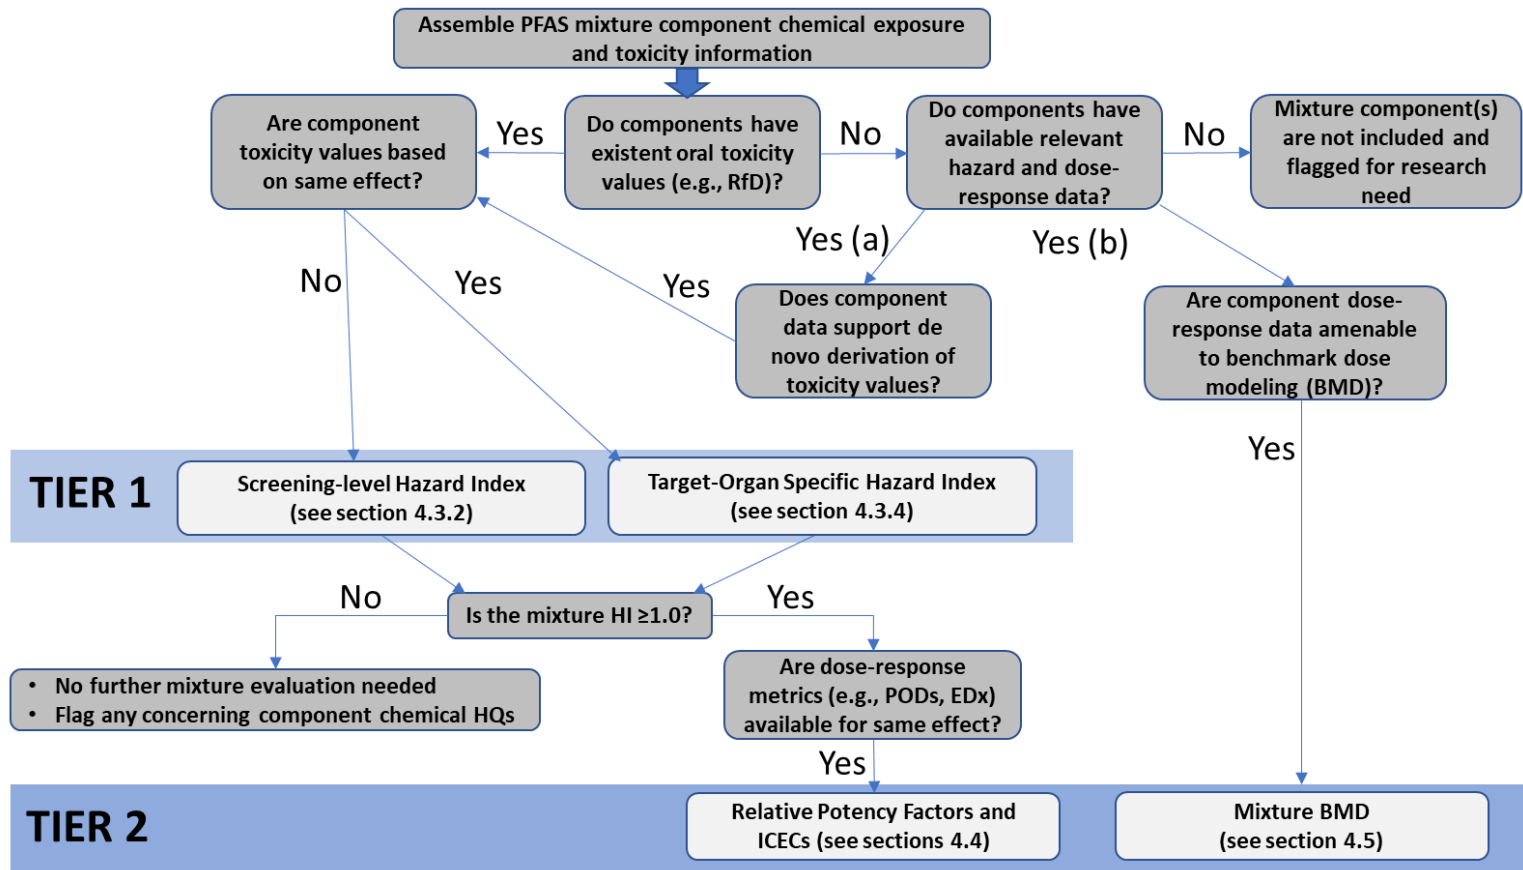 Assemble PFAS mixture component chemical exposure
and toxicity information
Are component
toxicity values based
on same effect?
Yes
Do components have
existent oral toxicity
values (e.g., RfD)?
No
Do components have
available relevant
hazard and dose-
response data?
No
Mixture component(s)
are not included and
flagged for research
need
Yes (a)
Yes (b)
No
Yes
Yes
Does component
data support de
novo derivation of
toxicity values?
Are component dose-
response data amenable
to benchmark dose
modeling (BMD)?
Yes
TIER 1
Screening-level Hazard Index
(see section 4.3.2)
Target-Organ Specific Hazard Index
(see section 4.3.4)
No
Is the mixture HI ≥1.0?
Yes
• No further mixture evaluation needed
• Flag any concerning component chemical HQs
Are dose-response
metrics (e.g., PODs, EDx)
available for same effect?
Yes
TIER 2
Relative Potency Factors and
ICECs (see sections 4.4)
Mixture BMD
(see section 4.5)